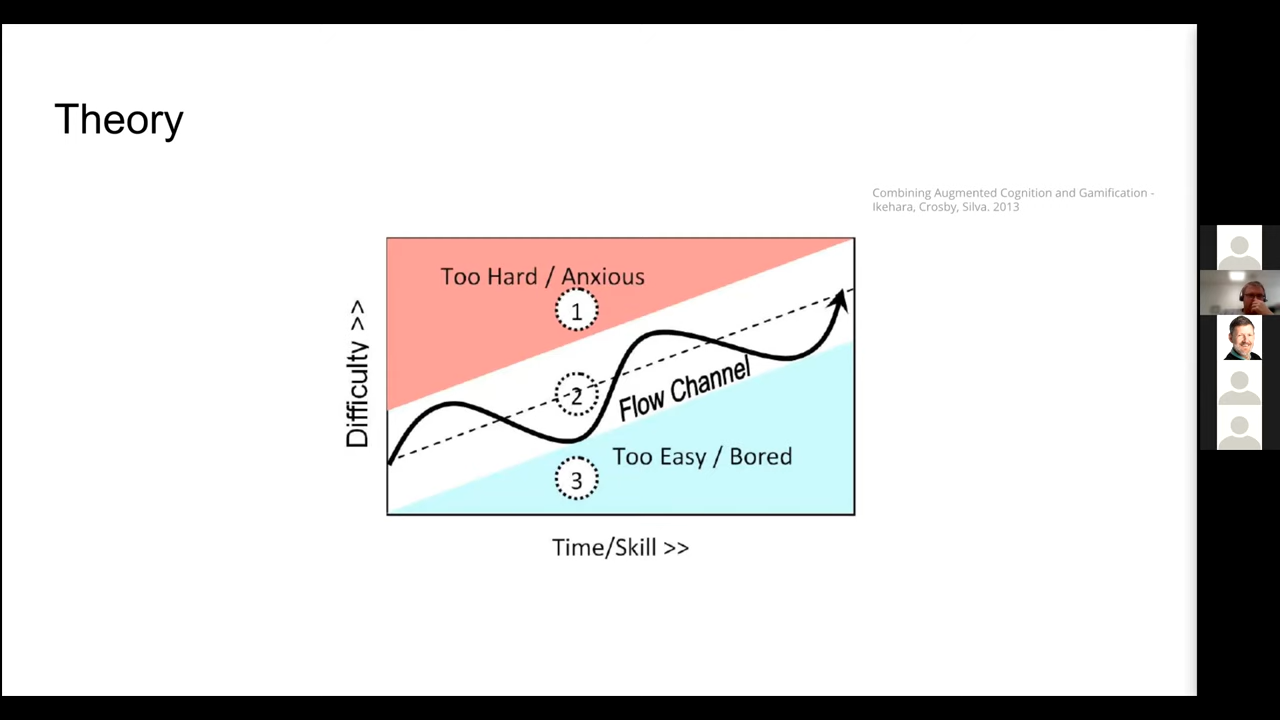 Theory
Combining Augmented Cognition and Gamification -
Ikehara, Crosby, Silva. 2013
Too Hard / Anxious
1
Difficulty >>
2
Flow Channel
Too Easy / Bored
3
Time/Skill >>